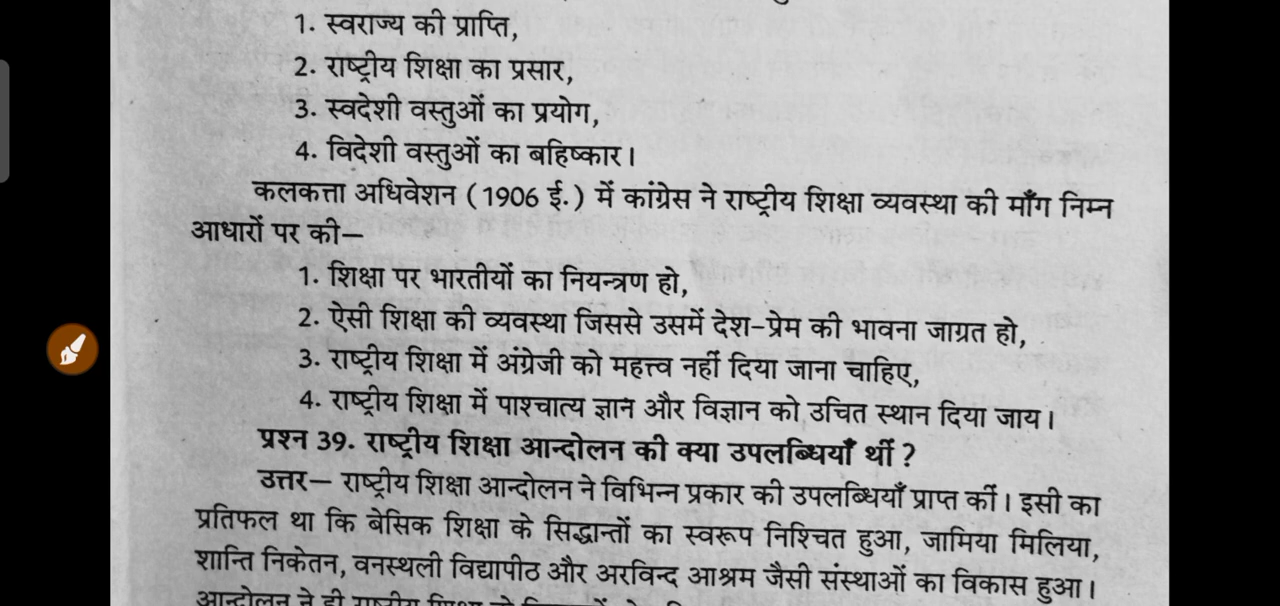 1. स्वराज्य की प्राप्ति,
2. राष्ट्रीय शिक्षा का प्रसार,
3. स्वदेशी वस्तुओं का प्रयोग,
4. विदेशी वस्तुओं का बहिष्कार।
कलकत्ता अधिवेशन (1906 ई.) में कांग्रेस ने राष्ट्रीय शिक्षा व्यवस्था की माँग निम्न
आधारों पर की—
1. शिक्षा पर भारतीयों का नियन्त्रण हो,
2. ऐसी शिक्षा की व्यवस्था जिससे उसमें देश-प्रेम की भावना जाग्रत हो,
3. राष्ट्रीय शिक्षा में अंग्रेजी को महत्त्व नहीं दिया जाना चाहिए,
4. राष्ट्रीय शिक्षा में पाश्चात्य ज्ञान और विज्ञान को उचित स्थान दिया जाय।
प्रश्न 39. राष्ट्रीय शिक्षा आन्दोलन की क्या उपलब्धियाँ थीं ?
उत्तर— राष्ट्रीय शिक्षा आन्दोलन ने विभिन्न प्रकार की उपलब्धियाँ प्राप्त कीं। इसी का
प्रतिफल था कि बेसिक शिक्षा के सिद्धान्तों का स्वरूप निश्चित हुआ, जामिया मिलिया,
शान्ति निकेतन, वनस्थली विद्यापीठ और अरविन्द आश्रम जैसी संस्थाओं का विकास हुआ।
आन्दोलन ने ही राष्ट्रीय शिक्षा